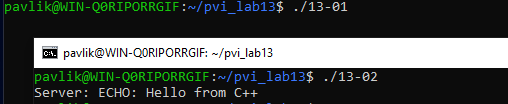 pavlik@WIN-Q0RIPORRGIF:~/pvi_lab13$ ./13-01
pavlik@WIN-Q0RIPORRGIF: ~/pvi_lab13
pavlik@WIN-Q0RIPORRGIF:~/pvi_lab13$ ./13-02
Server: ECHO: Hello from C++